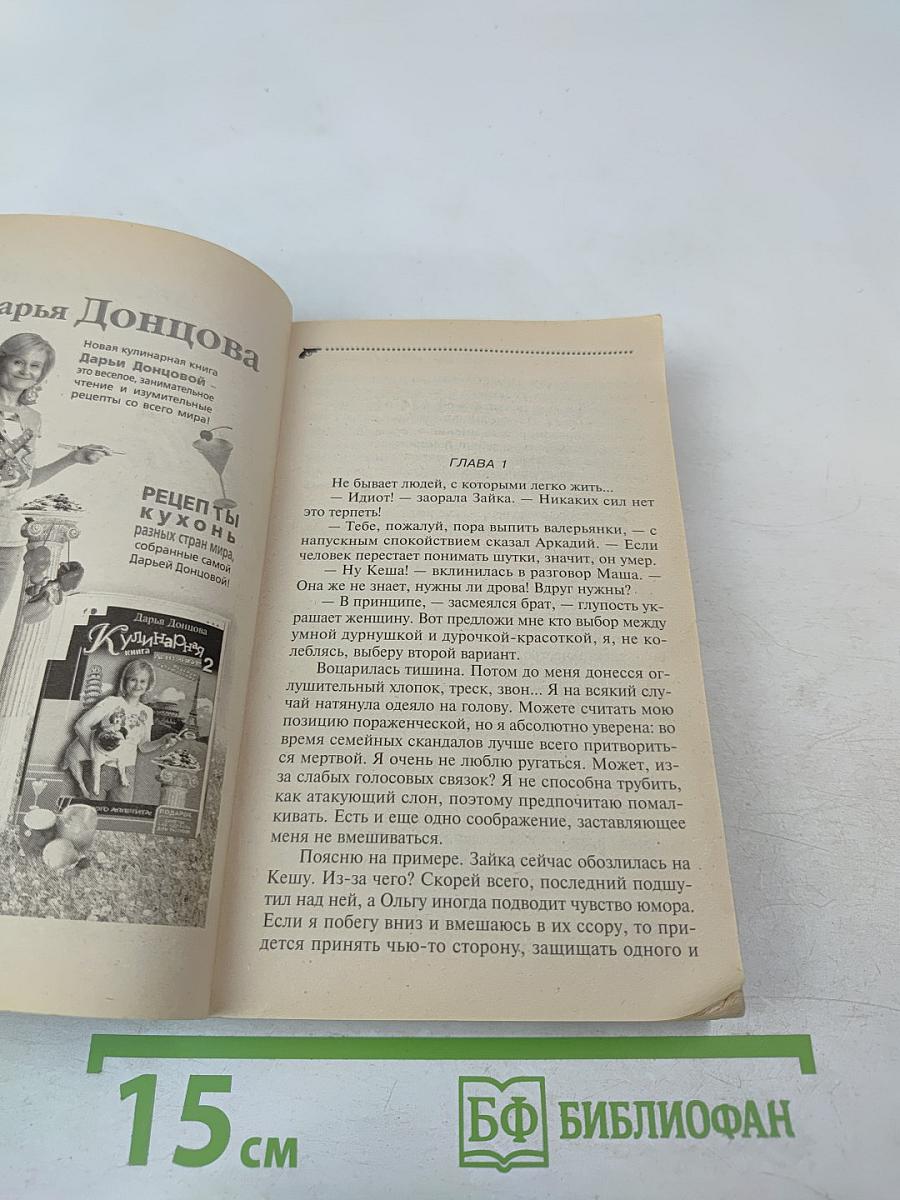 арья Донцова
Новая кулинарная книга
Дарьи Донцовой –
это веселое, занимательное
чтение и изумительные
рецепты со всего мира!
РЕЦЕПТЫ
КУХОНЬ
разных стран мира,
собранные самой
Дарьей Донцовой!
Дарья Донцова
Кулинарная
книга
2
ПОДАРОК
ГЛАВА 1
Не бывает людей, с которыми легко жить...
— Идиот! — заорала Зайка. — Никаких сил нет
это терпеть!
— Тебе, пожалуй, пора выпить валерьянки, — с
напускным спокойствием сказал Аркадий. — Если
человек перестает понимать шутки, значит, он умер.
— Ну Кеша! — вклинилась в разговор Маша. —
Она же не знает, нужны ли дрова! Вдруг нужны?
— В принципе, — засмеялся брат, — глупость ук-
рашает женщину. Вот предложи мне кто выбор между
умной дурнушкой и дурочкой-красоткой, я, не ко-
леблясь, выберу второй вариант.
Воцарилась тишина. Потом до меня донесся ог-
лушительный хлопок, треск, звон... Я на всякий слу-
чай натянула одеяло на голову. Можете считать мою
позицию пораженческой, но я абсолютно уверена: во
время семейных скандалов лучше всего притворить-
ся мертвой. Я очень не люблю ругаться. Может, из-
за слабых голосовых связок? Я не способна трубить,
как атакующий слон, поэтому предпочитаю помал-
кивать. Есть и еще одно соображение, заставляющее
меня не вмешиваться.
Поясню на примере. Зайка сейчас обозлилась на
Кешу. Из-за чего? Скорей всего, последний подшу-
тил над ней, а Ольгу иногда подводит чувство юмора.
Если я побегу вниз и вмешаюсь в их ссору, то при-
дется принять чью-то сторону, защищать одного и
15 см
БФ БИБЛИОФАН